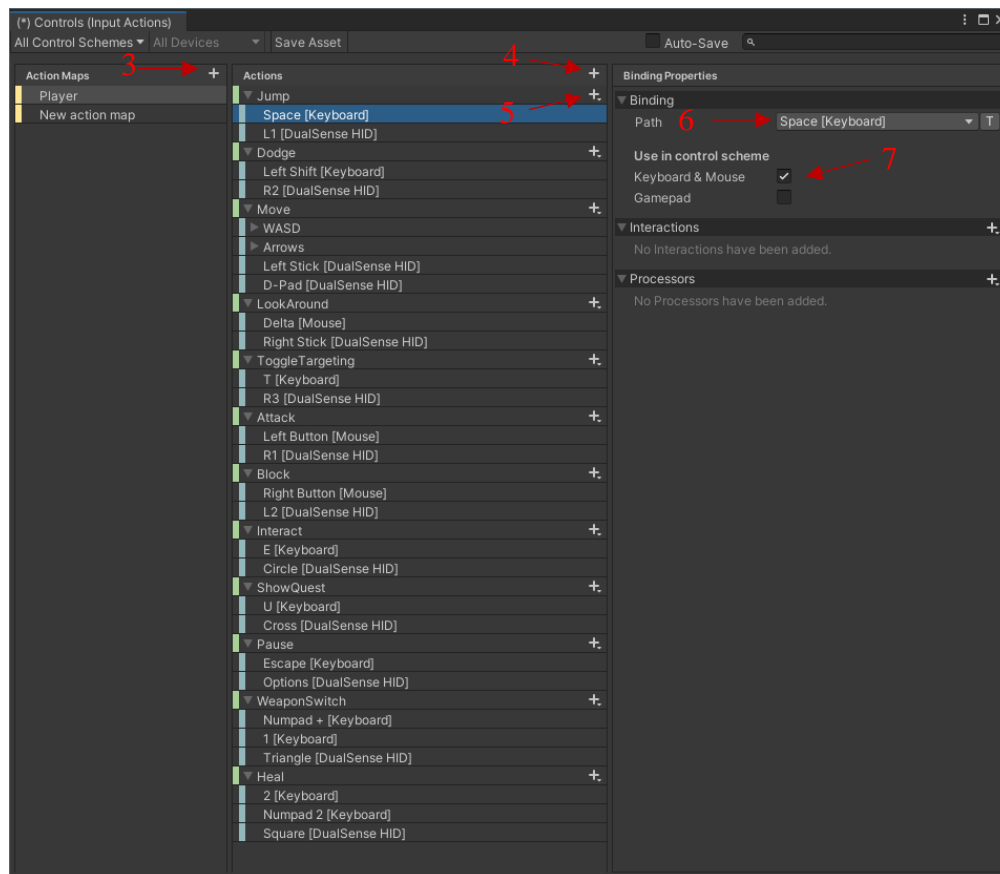 (*) Controls (Input Actions)
All Control Schemes All Devices Save Asset Auto-Save
3 4
Action Maps + Actions + Binding Properties
Player
New action map
Jump +
5
Space [Keyboard]
L1 [DualSense HID]
Dodge +
Left Shift [Keyboard]
R2 [DualSense HID]
Move +
WASD
Arrows
Left Stick [DualSense HID]
D-Pad [DualSense HID]
LookAround +
Delta [Mouse]
Right Stick [DualSense HID]
ToggleTargeting +
T [Keyboard]
R3 [DualSense HID]
Attack +
Left Button [Mouse]
R1 [DualSense HID]
Block +
Right Button [Mouse]
L2 [DualSense HID]
Interact +
E [Keyboard]
Circle [DualSense HID]
ShowQuest +
U [Keyboard]
Cross [DualSense HID]
Pause +
Escape [Keyboard]
Options [DualSense HID]
WeaponSwitch +
Numpad + [Keyboard]
1 [Keyboard]
Triangle [DualSense HID]
Heal +
2 [Keyboard]
Numpad 2 [Keyboard]
Square [DualSense HID]
Binding
Path 6 Space [Keyboard] T
Use in control scheme
Keyboard & Mouse 7
Gamepad
Interactions +
No Interactions have been added.
Processors +
No Processors have been added.